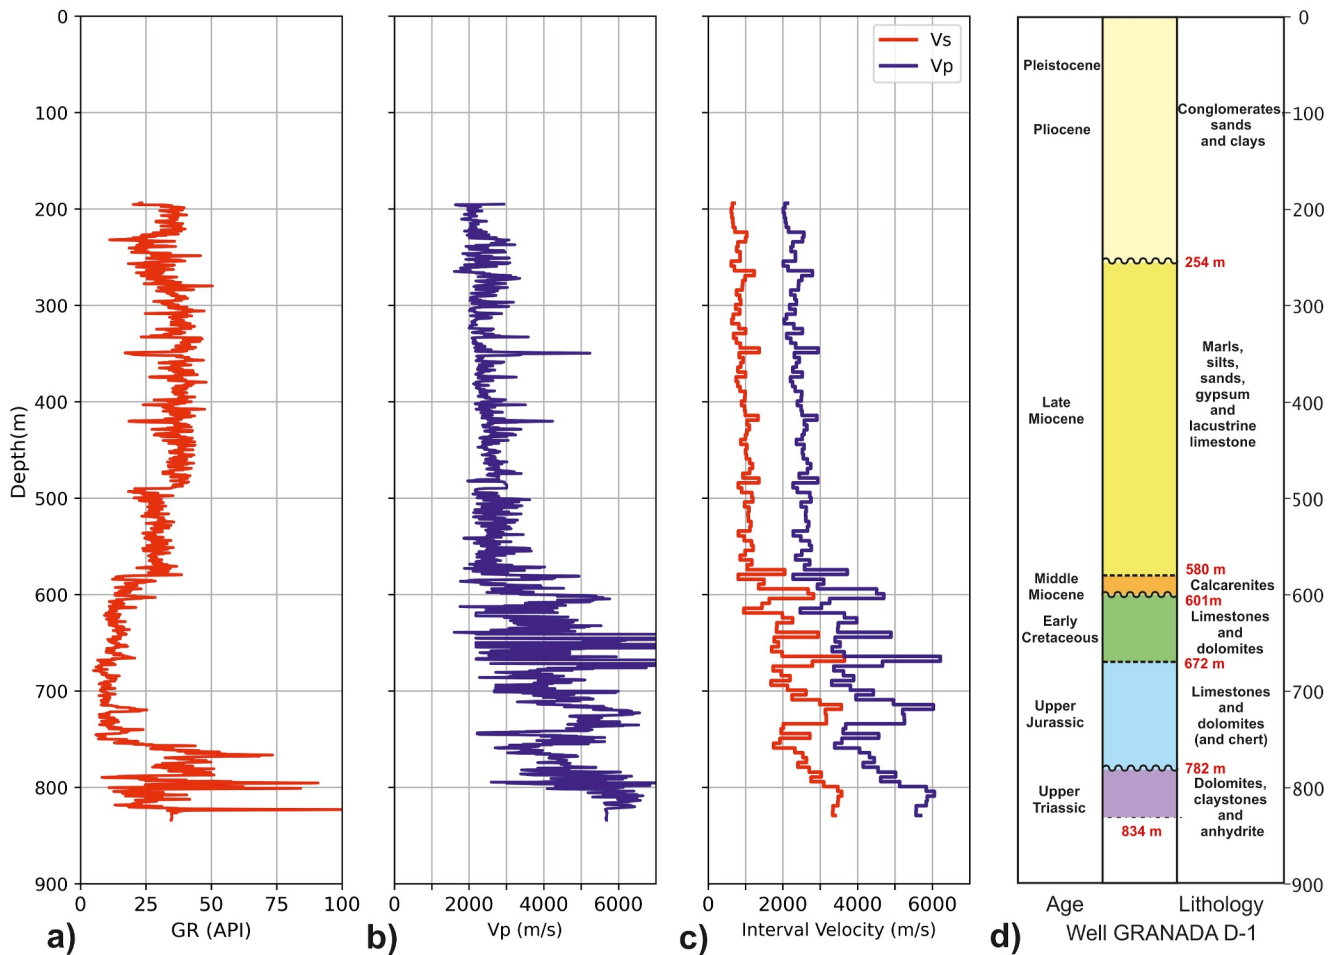 0
100
200
300
400
500
600
700
800
900
Depth(m)
0
25
50
75
100
GR (API)
a)
2000
4000
6000
Vp (m/s)
b)
Vs
Vp
0
2000
4000
6000
Interval Velocity (m/s)
c)
Pleistocene
Pliocene
Conglomerates,
sands
and clays
254 m
Late
Miocene
Marls,
silts,
sands,
gypsum
and
lacustrine
limestone
580 m
Middle
Miocene
Calcarenites
601m
Early
Cretaceous
Limestones
and
dolomites
672 m
Upper
Jurassic
Limestones
and
dolomites
(and chert)
782 m
Upper
Triassic
Dolomites,
claystones
and
anhydrite
834 m
0
100
200
300
400
500
600
700
800
900
Age
Lithology
d)
Well GRANADA D-1